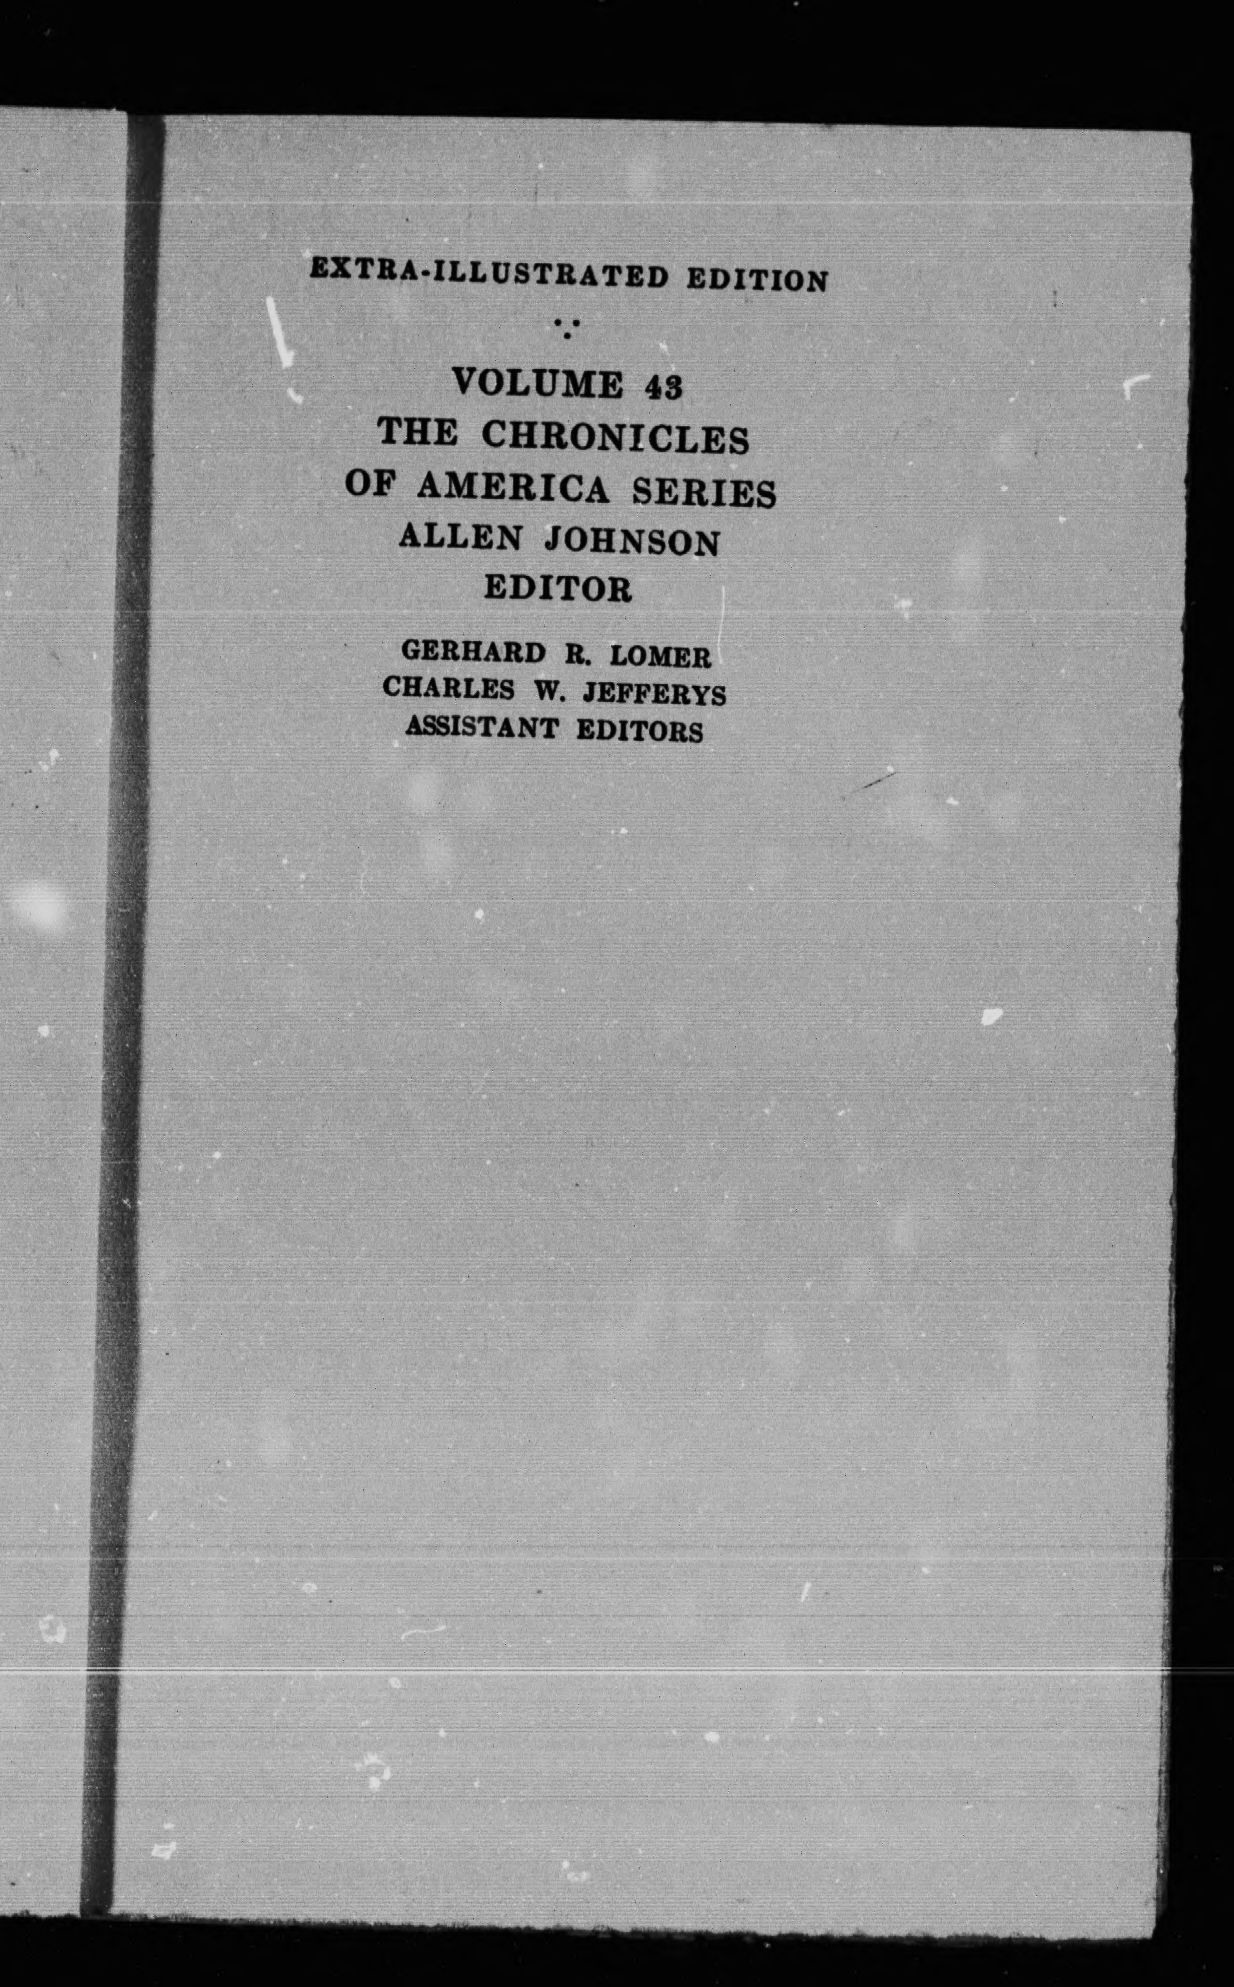 EXTRA-ILLUSTRATED EDITION
VOLUME 43
THE CHRONICLES
OF AMERICA SERIES
ALLEN JOHNSON
EDITOR
GERHARD R. LOMER
CHARLES W. JEFFERYS
ASSISTANT EDITORS